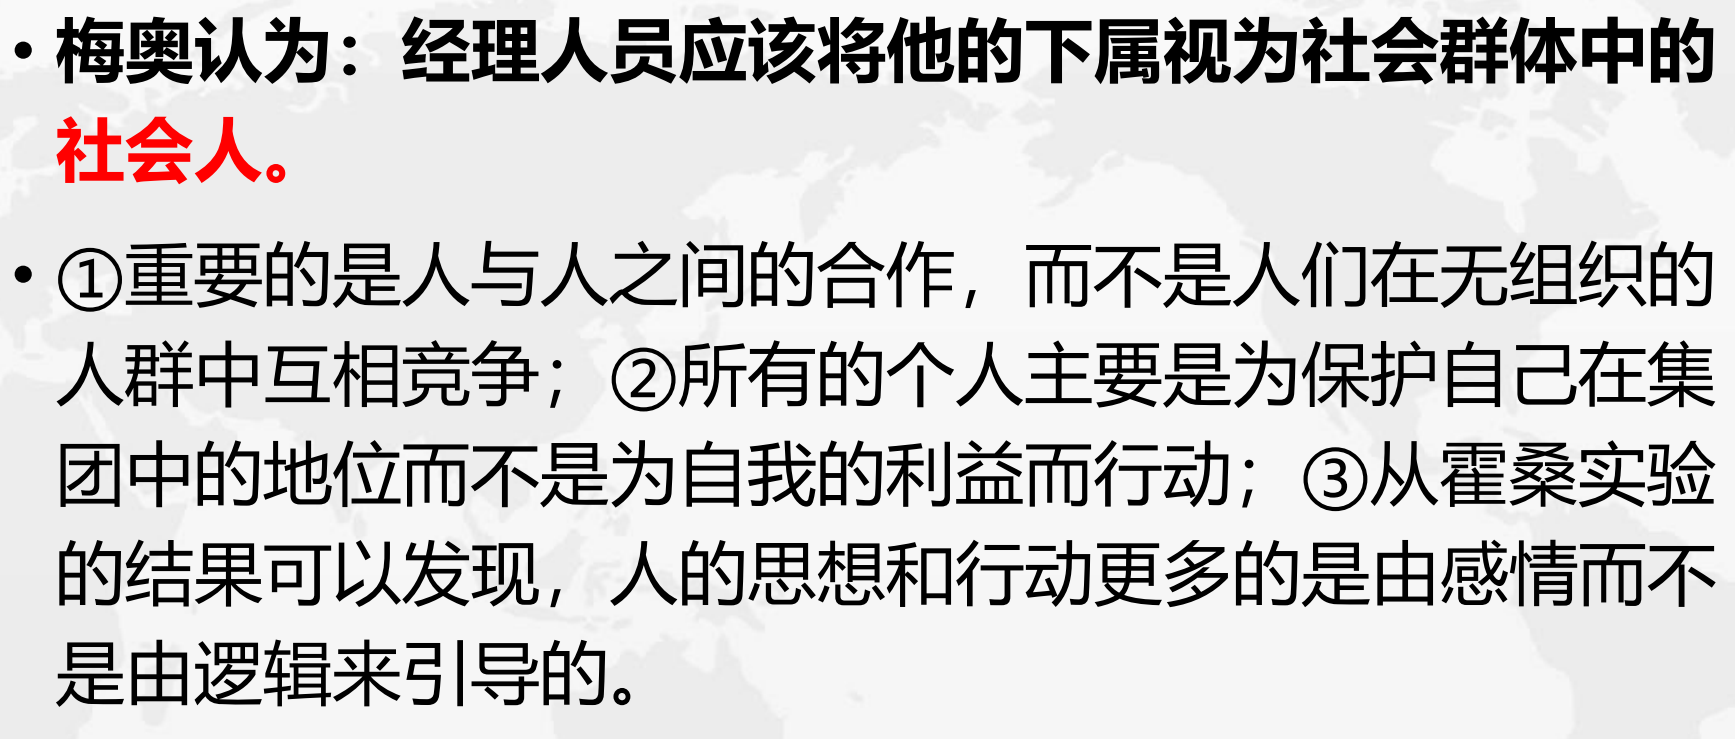 • 梅奥认为：经理人员应该将他的下属视为社会群体中的
社会人。
• ①重要的是人与人之间的合作，而不是人们在无组织的
人群中互相竞争；②所有的个人主要是为保护自己在集
团中的地位而不是为自我的利益而行动；③从霍桑实验
的结果可以发现，人的思想和行动更多的是由感情而不
是由逻辑来引导的。